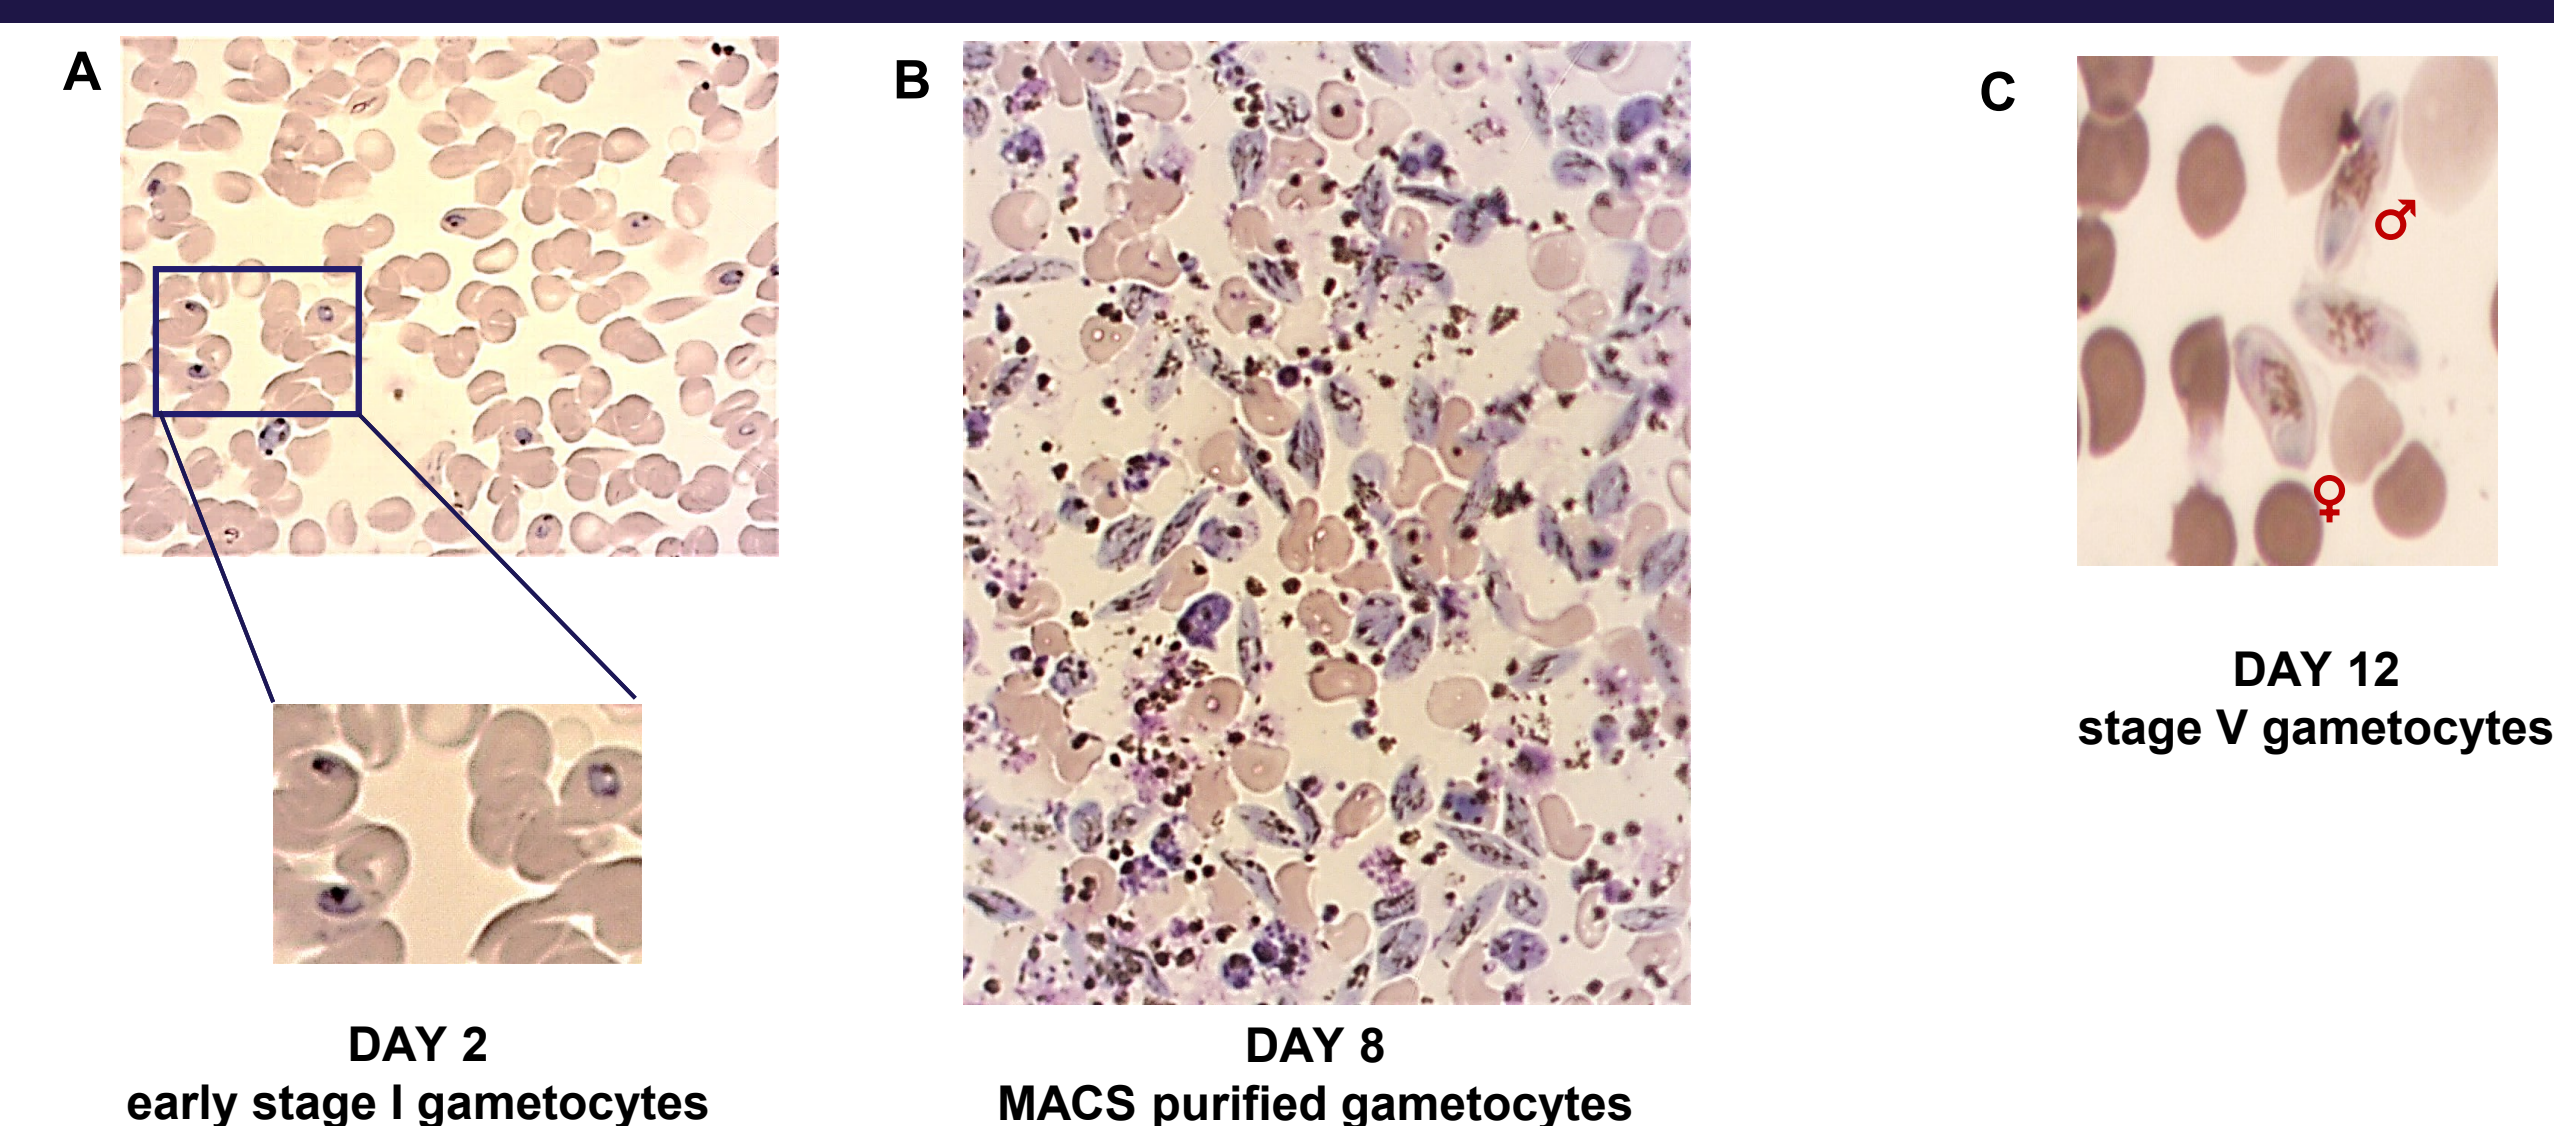 A
B
C
♂
♀
DAY 2
early stage I gametocytes
DAY 8
MACS purified gametocytes
DAY 12
stage V gametocytes